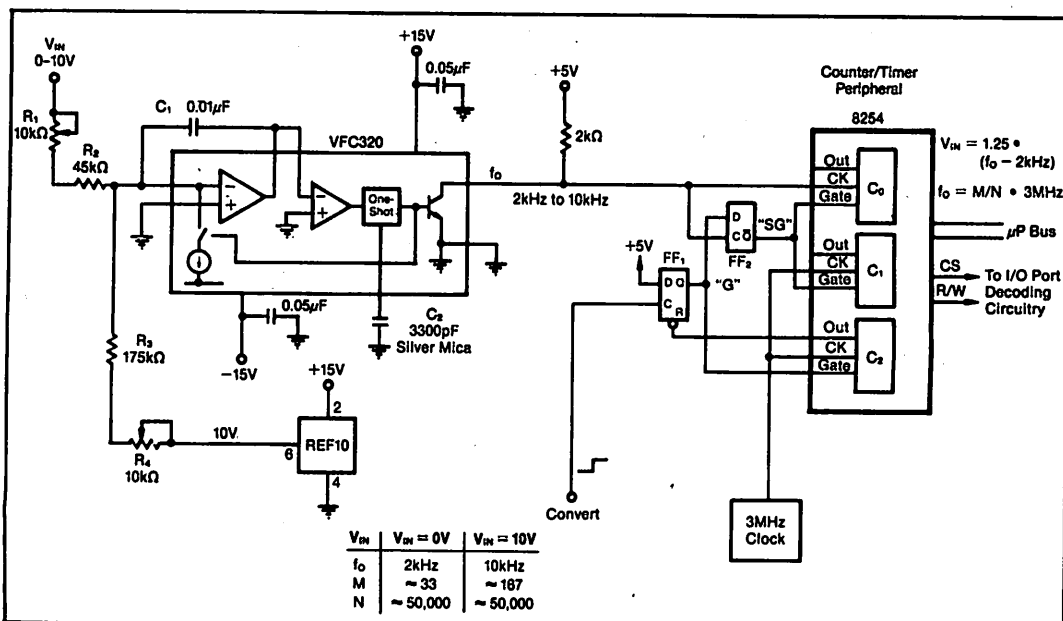 VIN
0-10V
R1
10kΩ
R2
45kΩ
C1 0.01µF
+15V
0.05µF
VFC320
One-
Shot
+5V
2kΩ
fO
2kHz to 10kHz
C2
3300pF
Silver Mica
0.05µF
−15V
R3
175kΩ
R4
10kΩ
10V
+15V
2
6
REF10
4
+5V
FF1
D Q
C
R
"G"
D
C Q̅
"SG"
FF2
Convert
3MHz
Clock
Counter/Timer
Peripheral
8254
Out
CK
Gate
C0
Out
CK
Gate
C1
Out
CK
Gate
C2
VIN = 1.25 •
(fO − 2kHz)
fO = M/N • 3MHz
µP Bus
CS
R/W
To I/O Port
Decoding
Circuitry
VIN VIN = 0V VIN = 10V
fO 2kHz 10kHz
M ≈ 33 ≈ 167
N ≈ 50,000 ≈ 50,000